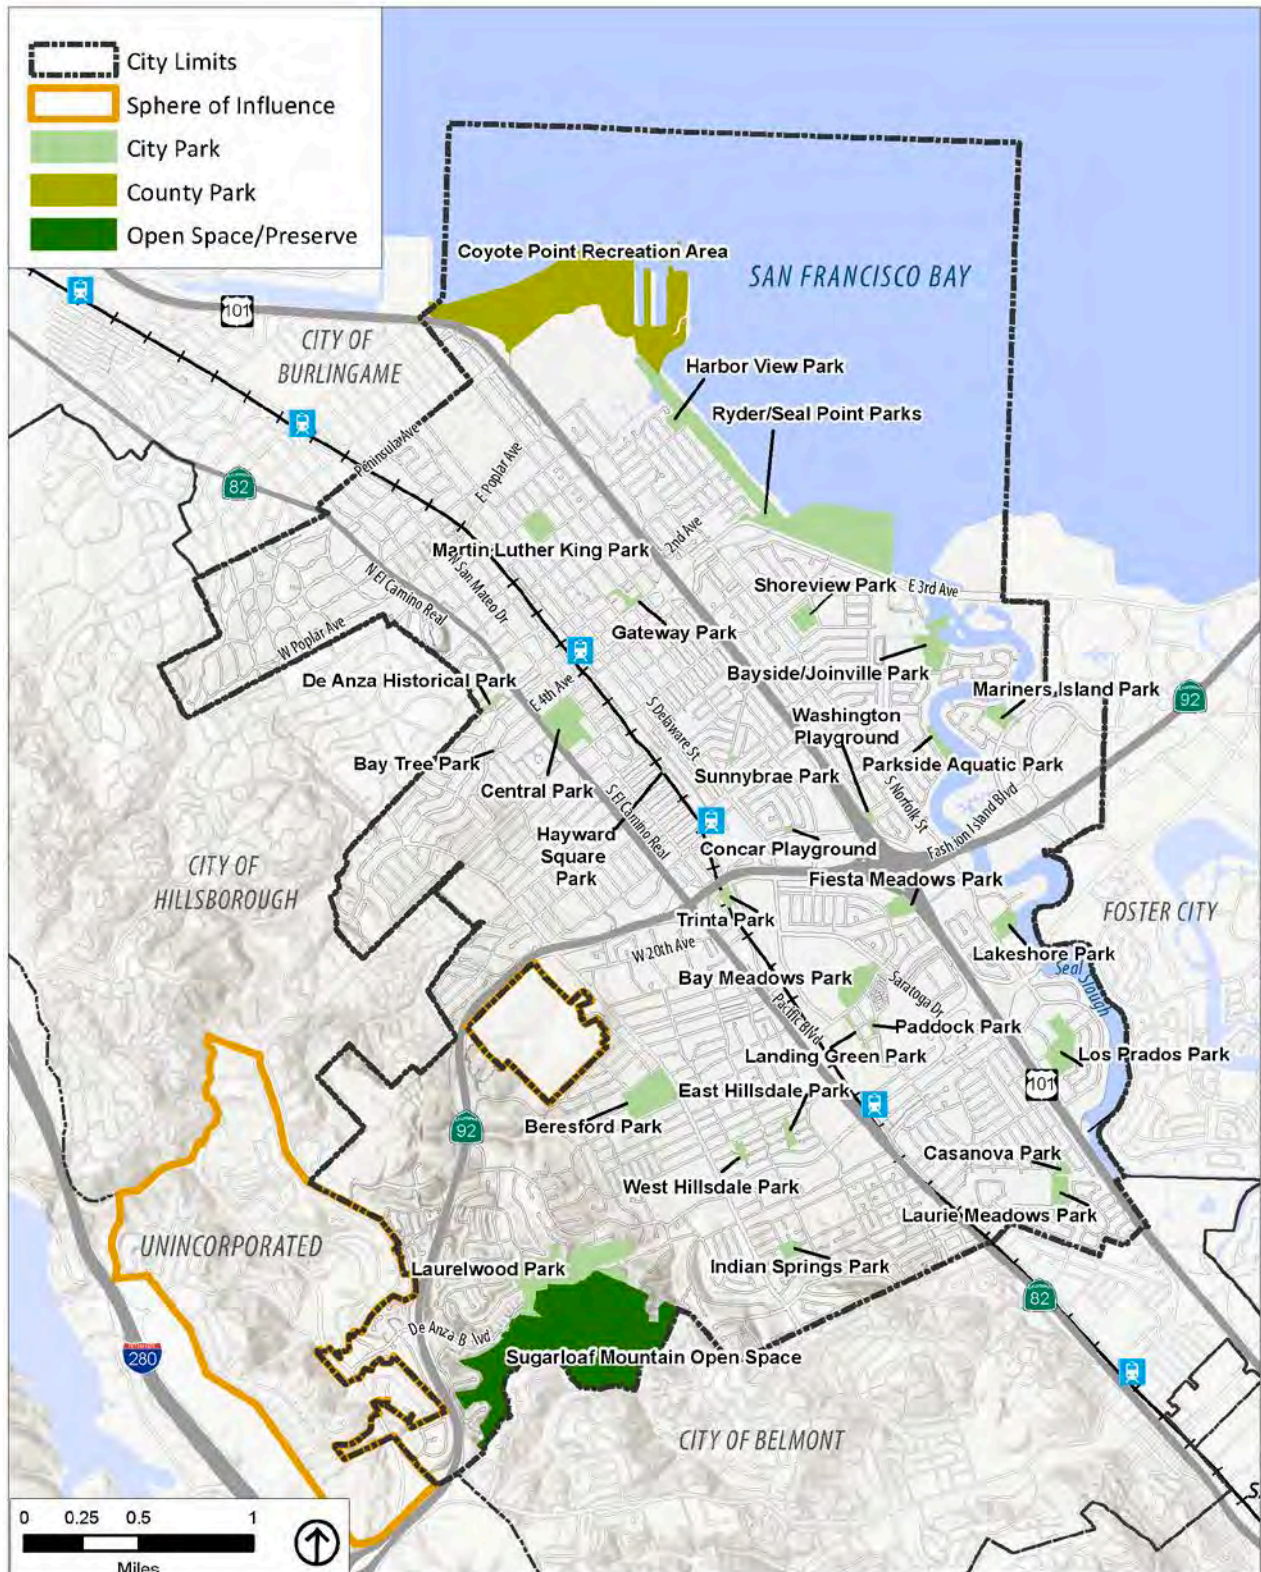 City Limits
Sphere of Influence
City Park
County Park
Open Space/Preserve
Coyote Point Recreation Area
SAN FRANCISCO BAY
101
CITY OF
BURLINGAME
Harbor View Park
Ryder/Seal Point Parks
Peninsula Ave
E Poplar Ave
82
2nd Ave
Martin Luther King Park
N San Mateo Dr
N El Camino Real
Shoreview Park
E 3rd Ave
W Poplar Ave
Gateway Park
Bayside/Joinville Park
De Anza Historical Park
E 4th Ave
Mariners Island Park
92
S Delaware St
Washington
Playground
Bay Tree Park
Central Park
Sunnybrae Park
Parkside Aquatic Park
S Norfolk St
Fashion Island Blvd
S El Camino Real
Hayward
Square
Park
Concar Playground
CITY OF
HILLSBOROUGH
Fiesta Meadows Park
FOSTER CITY
Trinta Park
W 20th Ave
Lakeshore Park
Seal Slough
Bay Meadows Park
Saratoga Dr
Pacific Blvd
Paddock Park
Landing Green Park
Los Prados Park
101
East Hillsdale Park
92
Beresford Park
Casanova Park
West Hillsdale Park
Laurie Meadows Park
UNINCORPORATED
Laurelwood Park
Indian Springs Park
82
De Anza Blvd
280
Sugarloaf Mountain Open Space
CITY OF BELMONT
0 0.25 0.5 1
Miles